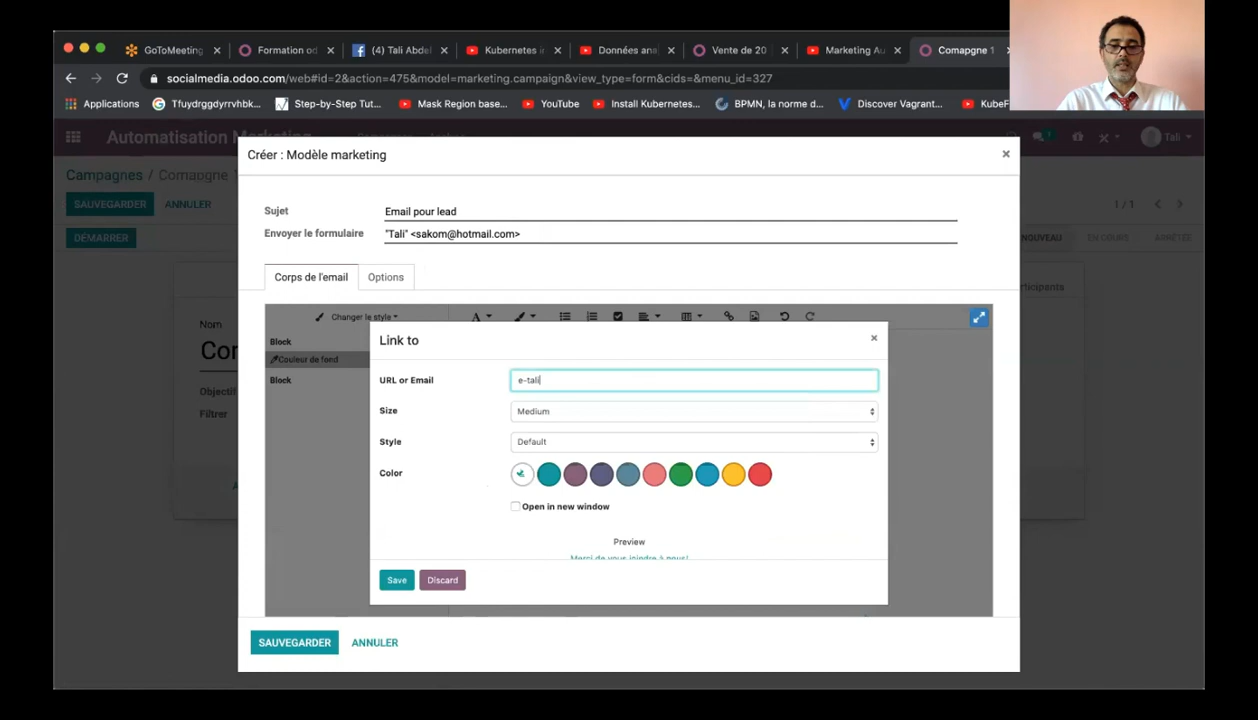 GoToMeeting
Formation od
(4) Tali Abdel
Kubernetes i
Données ana
Vente de 20
Marketing Au
Comapgne 1
socialmedia.odoo.com/web#id=2&action=475&model=marketing.campaign&view_type=form&cids=&menu_id=327
Applications
Tfuydrggdyrrvhbk...
Step-by-Step Tut...
Mask Region base...
YouTube
Install Kubernetes...
BPMN, la norme d...
Discover Vagrant...
KubeF
Automatisation Marketing
Tali
Créer : Modèle marketing
Campagnes / Comapgne 1
SAUVEGARDER ANNULER
1 / 1
DÉMARRER
NOUVEAU EN COURS ARRÊTÉE
Sujet Email pour lead
Envoyer le formulaire "Tali" <sakom@hotmail.com>
Corps de l'email Options
articipants
Nom
Con
Objectif
Filtrer
Changer le style
Block
Couleur de fond
Block
Link to
URL or Email e-tali
Size Medium
Style Default
Color
Open in new window
Preview
Merci de vous joindre à nous!
Save Discard
SAUVEGARDER ANNULER